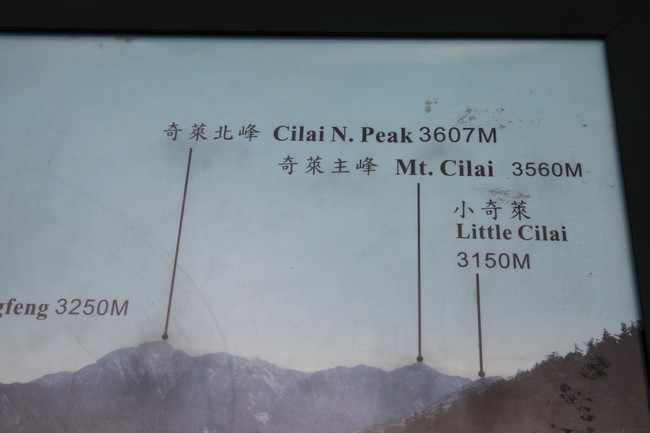 奇萊北峰 Cilai N. Peak 3607M
奇萊主峰 Mt. Cilai 3560M
小奇萊
Little Cilai
3150M
gfeng 3250M